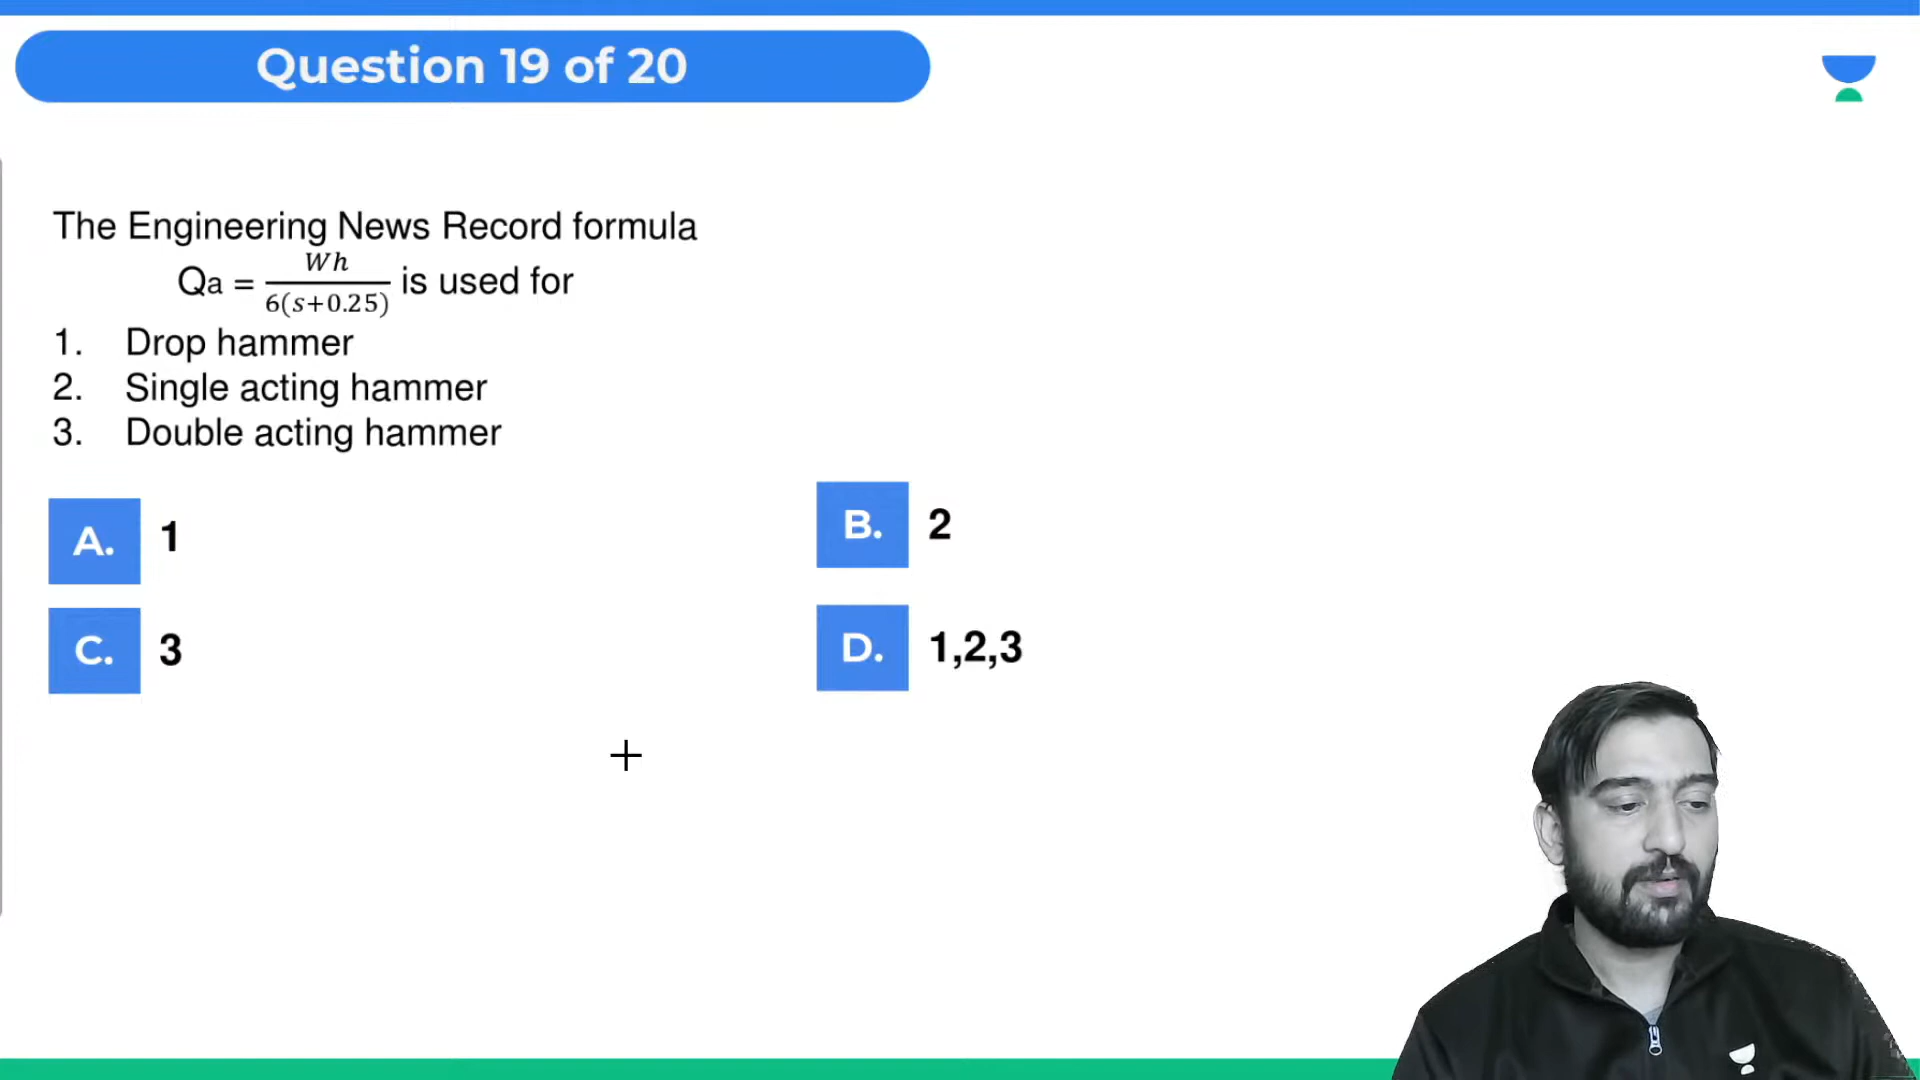 Question 19 of 20
The Engineering News Record formula
Qa = Wh / 6(s+0.25) is used for
1. Drop hammer
2. Single acting hammer
3. Double acting hammer
A. 1
B. 2
C. 3
D. 1,2,3